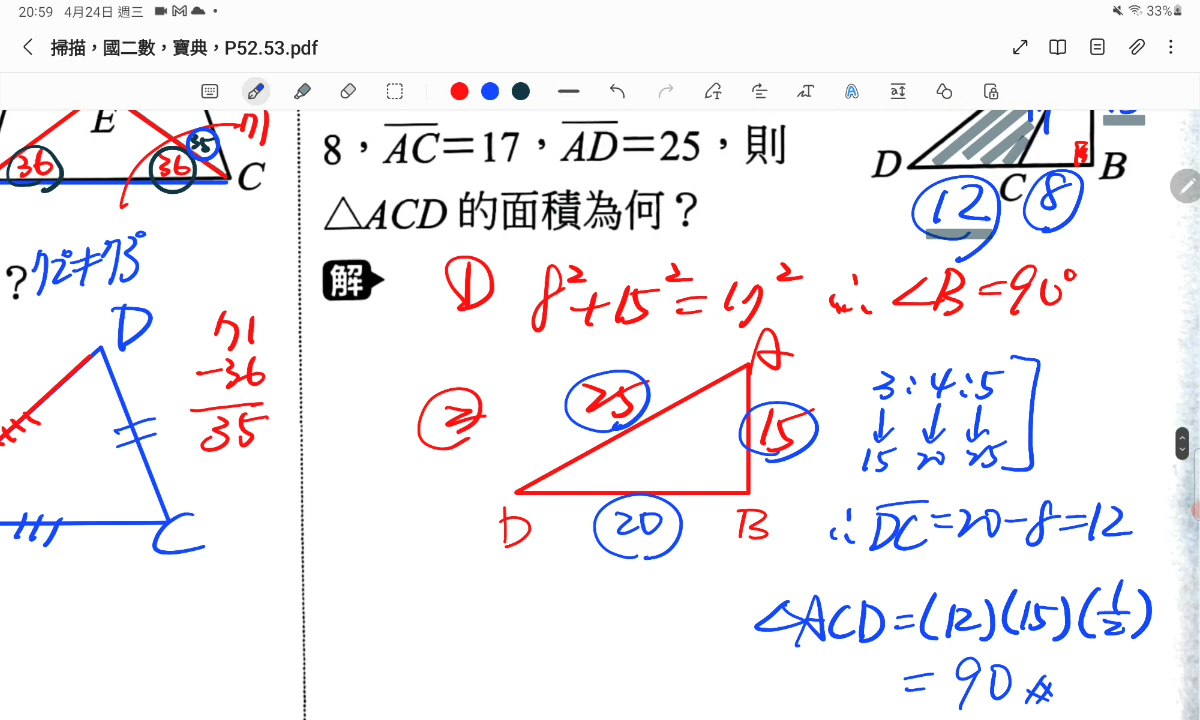 20:59 4月24日 週三 33%
掃描，國二數，寶典，P52.53.pdf
E
36
36
35
71
C
? 72°≠73°
D
71
-36
35
C
8，AC=17，AD=25，則
△ACD 的面積為何？
D
C
B
12
8
解
① 8²+15²=17² ∴∠B=90°
②
A
25
15
D
20
B
3:4:5
↓ ↓ ↓
15 20 25
∴ DC=20-8=12
∠ACD=(12)(15)(1/2)
=90